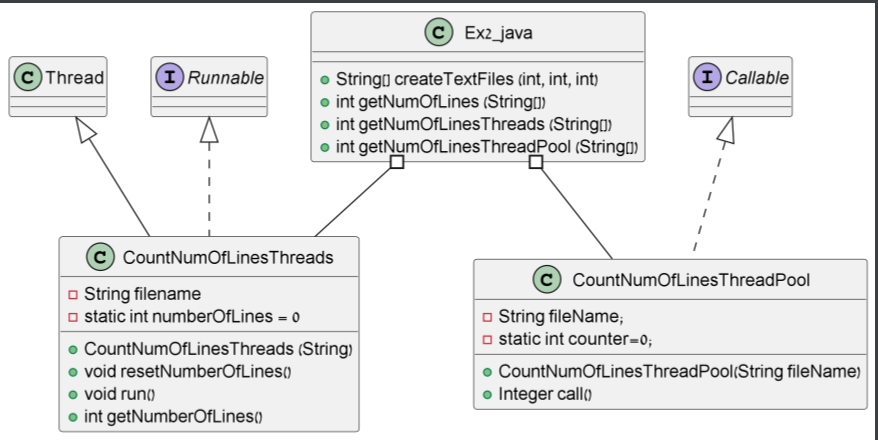 C Ex2_java
C Thread
I Runnable
I Callable
String[] createTextFiles (int, int, int)
int getNumOfLines (String[])
int getNumOfLinesThreads (String[])
int getNumOfLinesThreadPool (String[])
C CountNumOfLinesThreads
String filename
static int numberOfLines = 0
CountNumOfLinesThreads (String)
void resetNumberOfLines()
void run()
int getNumberOfLines()
C CountNumOfLinesThreadPool
String fileName;
static int counter=0;
CountNumOfLinesThreadPool(String fileName)
Integer call()